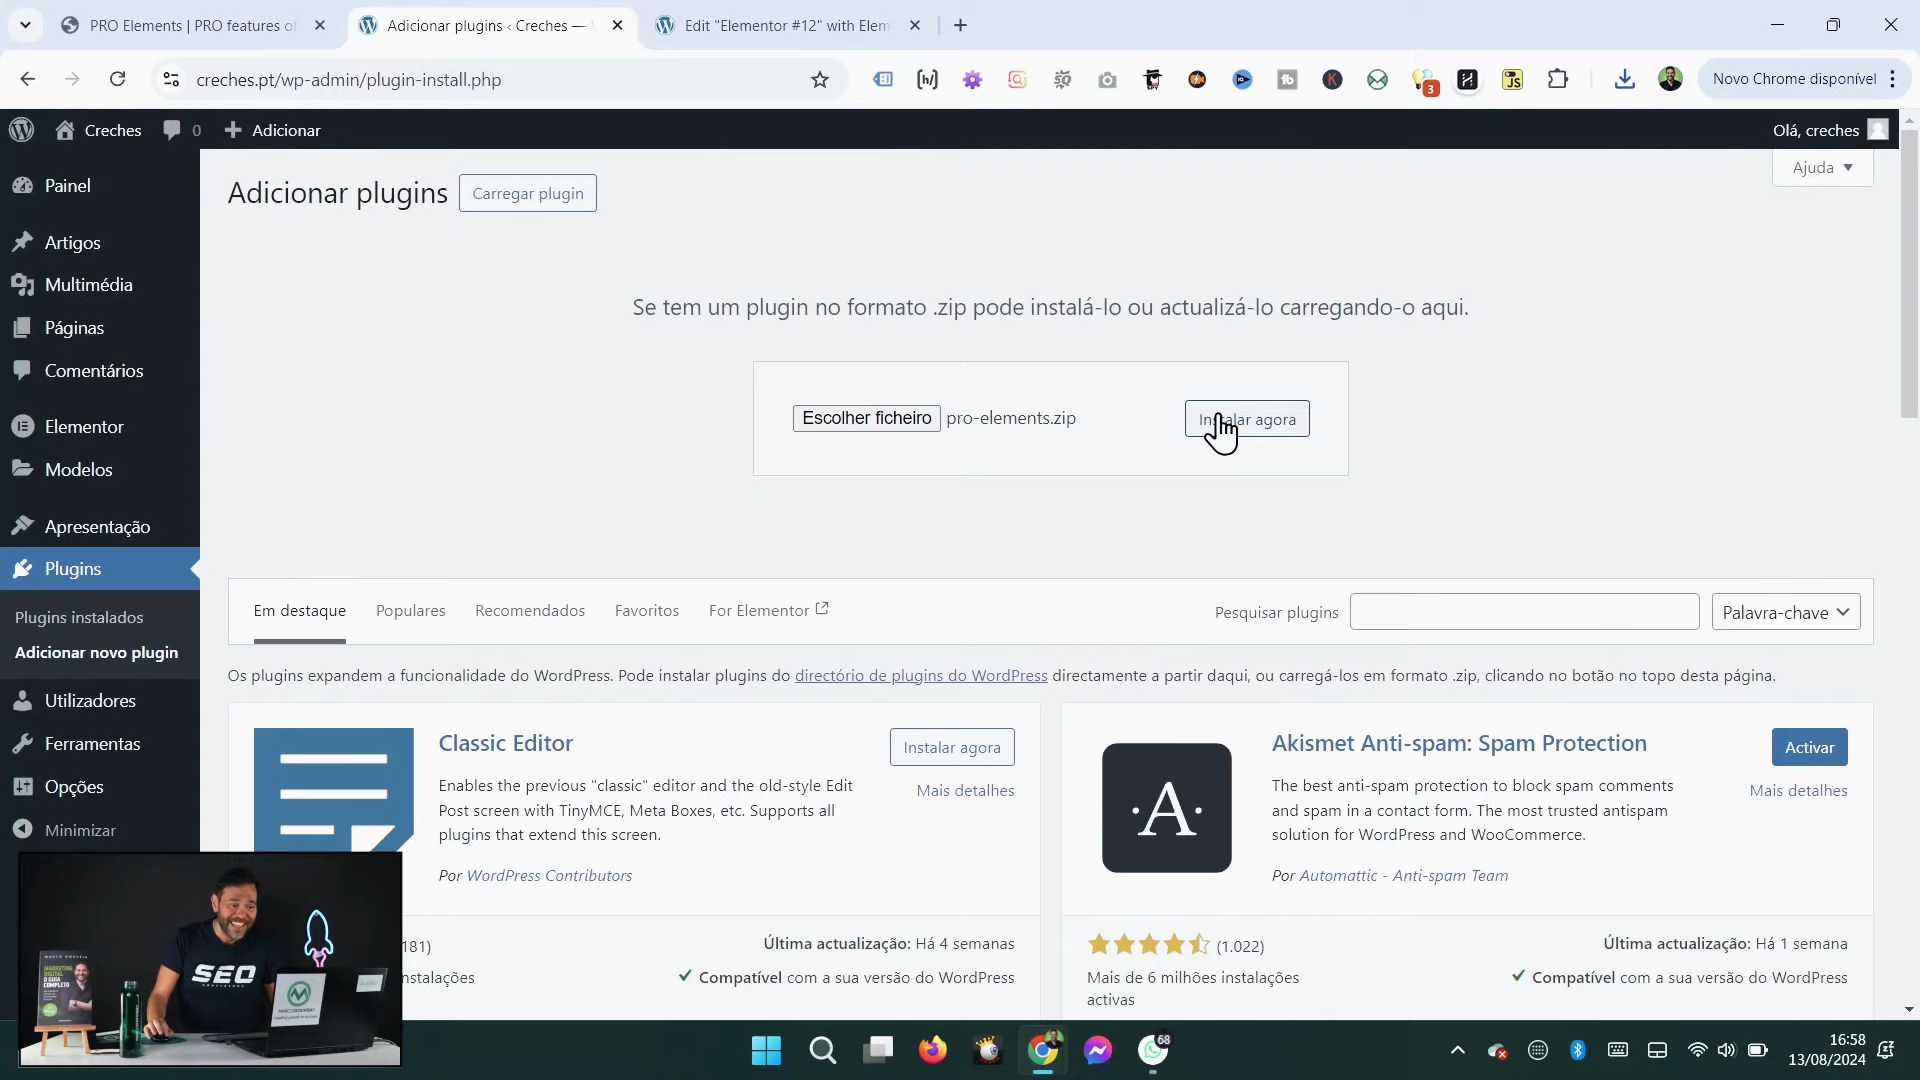 PRO Elements | PRO features of
Adicionar plugins ‹ Creches —
Edit "Elementor #12" with Elem
creches.pt/wp-admin/plugin-install.php
3
Novo Chrome disponível
Creches
0
Adicionar
Olá, creches
Painel
Artigos
Multimédia
Páginas
Comentários
Elementor
Modelos
Apresentação
Plugins
Plugins instalados
Adicionar novo plugin
Utilizadores
Ferramentas
Opções
Minimizar
Adicionar plugins
Carregar plugin
Ajuda
Se tem um plugin no formato .zip pode instalá-lo ou actualizá-lo carregando-o aqui.
Escolher ficheiro pro-elements.zip
Instalar agora
Em destaque
Populares
Recomendados
Favoritos
For Elementor
Pesquisar plugins
Palavra-chave
Os plugins expandem a funcionalidade do WordPress. Pode instalar plugins do directório de plugins do WordPress directamente a partir daqui, ou carregá-los em formato .zip, clicando no botão no topo desta página.
Classic Editor
Instalar agora
Mais detalhes
Enables the previous "classic" editor and the old-style Edit
Post screen with TinyMCE, Meta Boxes, etc. Supports all
plugins that extend this screen.
Por WordPress Contributors
181)
nstalações
Última actualização: Há 4 semanas
Compatível com a sua versão do WordPress
Akismet Anti-spam: Spam Protection
Activar
Mais detalhes
The best anti-spam protection to block spam comments
and spam in a contact form. The most trusted antispam
solution for WordPress and WooCommerce.
Por Automattic - Anti-spam Team
A
(1.022)
Mais de 6 milhões instalações
activas
Última actualização: Há 1 semana
Compatível com a sua versão do WordPress
SEO
MARKETING
DIGITAL
O GUIA
COMPLETO
68
16:58
13/08/2024